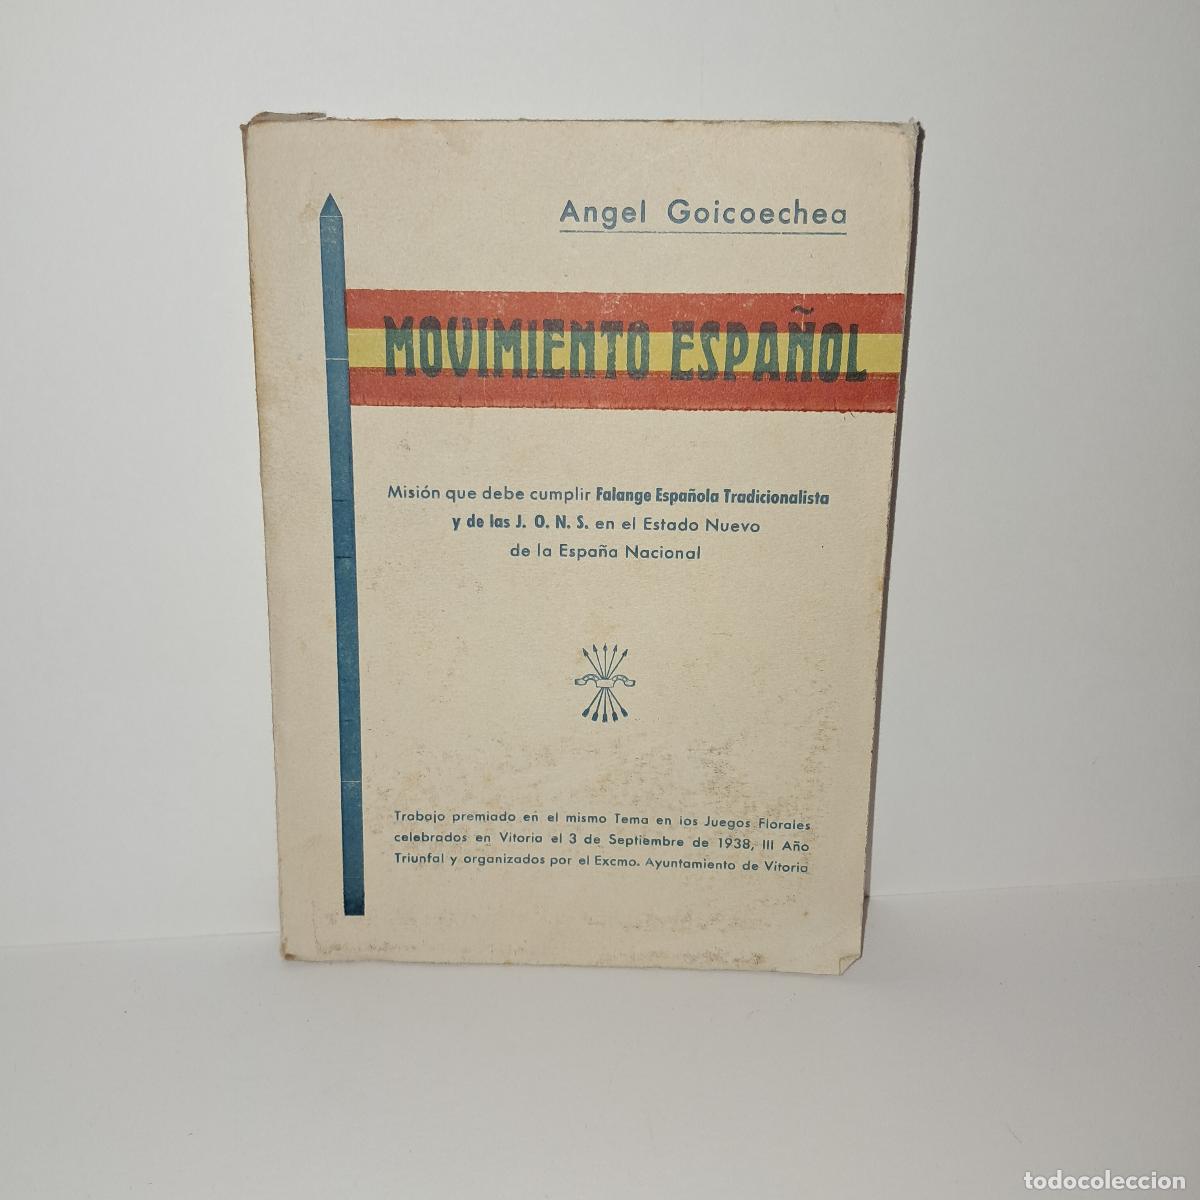 Angel Goicoechea
MOVIMIENTO ESPAÑOL
Misión que debe cumplir Falange Española Tradicionalista
y de las J. O. N. S. en el Estado Nuevo
de la España Nacional
Trabajo premiado en el mismo Tema en los Juegos Florales
celebrados en Vitoria el 3 de Septiembre de 1938, III Año
Triunfal y organizados por el Excmo. Ayuntamiento de Vitoria
todocoleccion